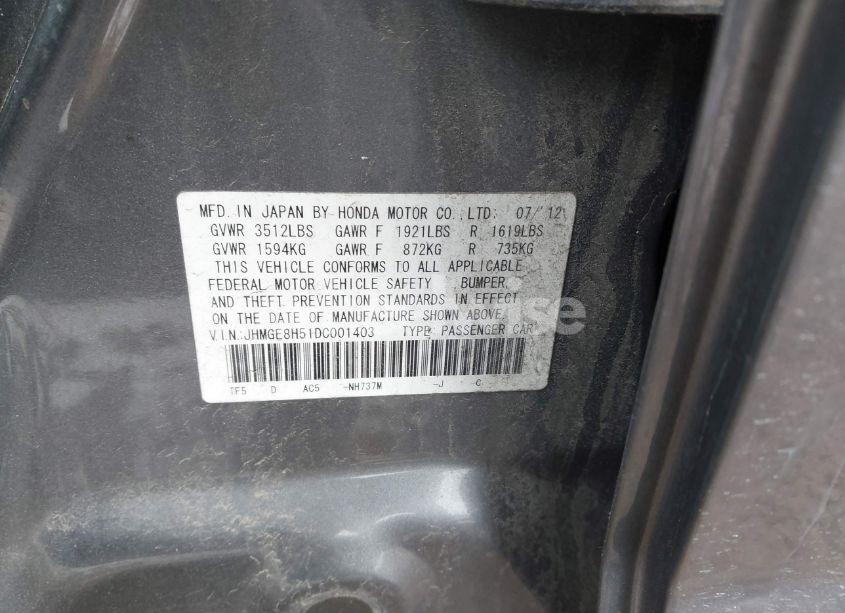 MFD. IN JAPAN BY HONDA MOTOR CO.,LTD: 07/'12
GVWR 3512LBS GAWR F 1921LBS R 1619LBS
GVWR 1594KG GAWR F 872KG R 735KG
THIS VEHICLE CONFORMS TO ALL APPLICABLE
FEDERAL MOTOR VEHICLE SAFETY, BUMPER,
AND THEFT PREVENTION STANDARDS IN EFFECT
ON THE DATE OF MANUFACTURE SHOWN ABOVE.
V.I.N.:JHMGE8H51DC001403 TYPE: PASSENGER CAR
TF5 D AC5 -NH737M -J -C